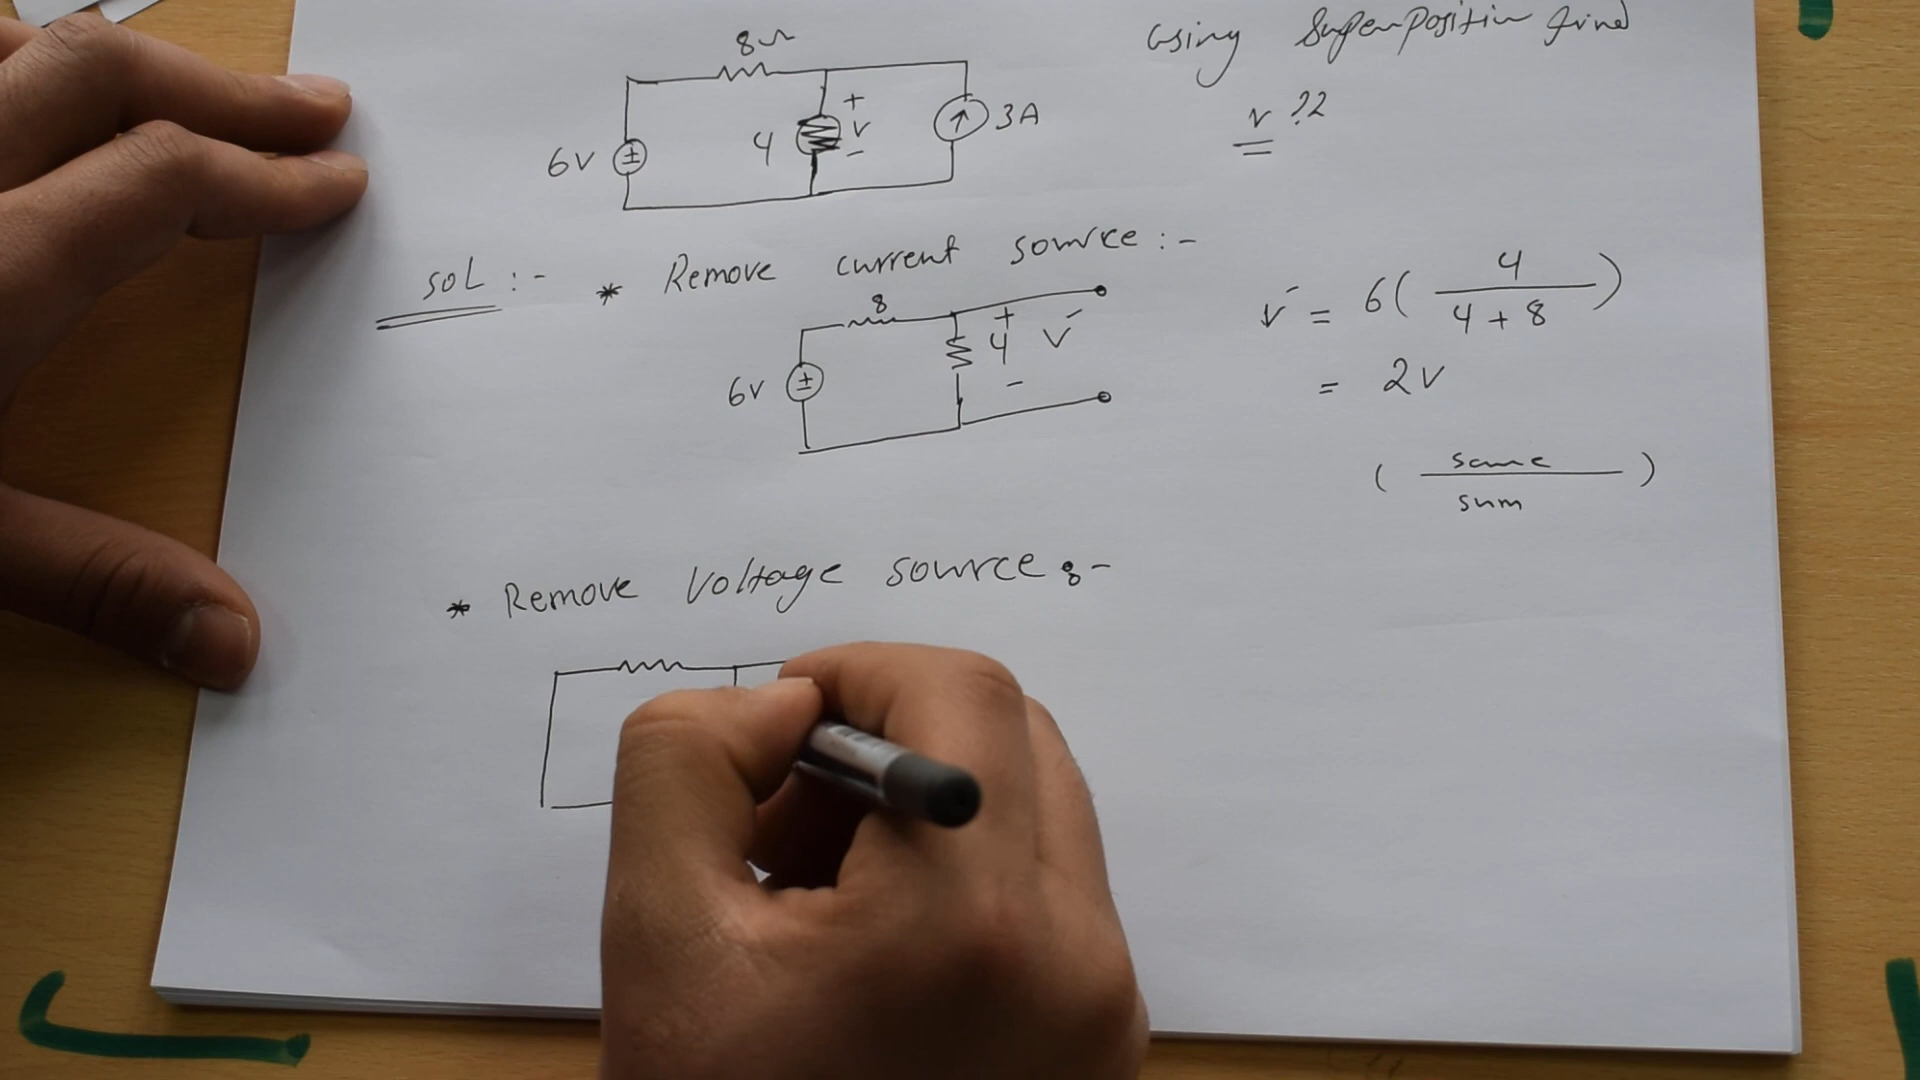 using Superposition find
v ??
8Ω
6V
4
+
v
-
3A
SOL :-
* Remove current source :-
8
6V
+
4 v́
-
v́ = 6( 4 / 4 + 8 )
= 2V
( same / sum )
* Remove Voltage source :-